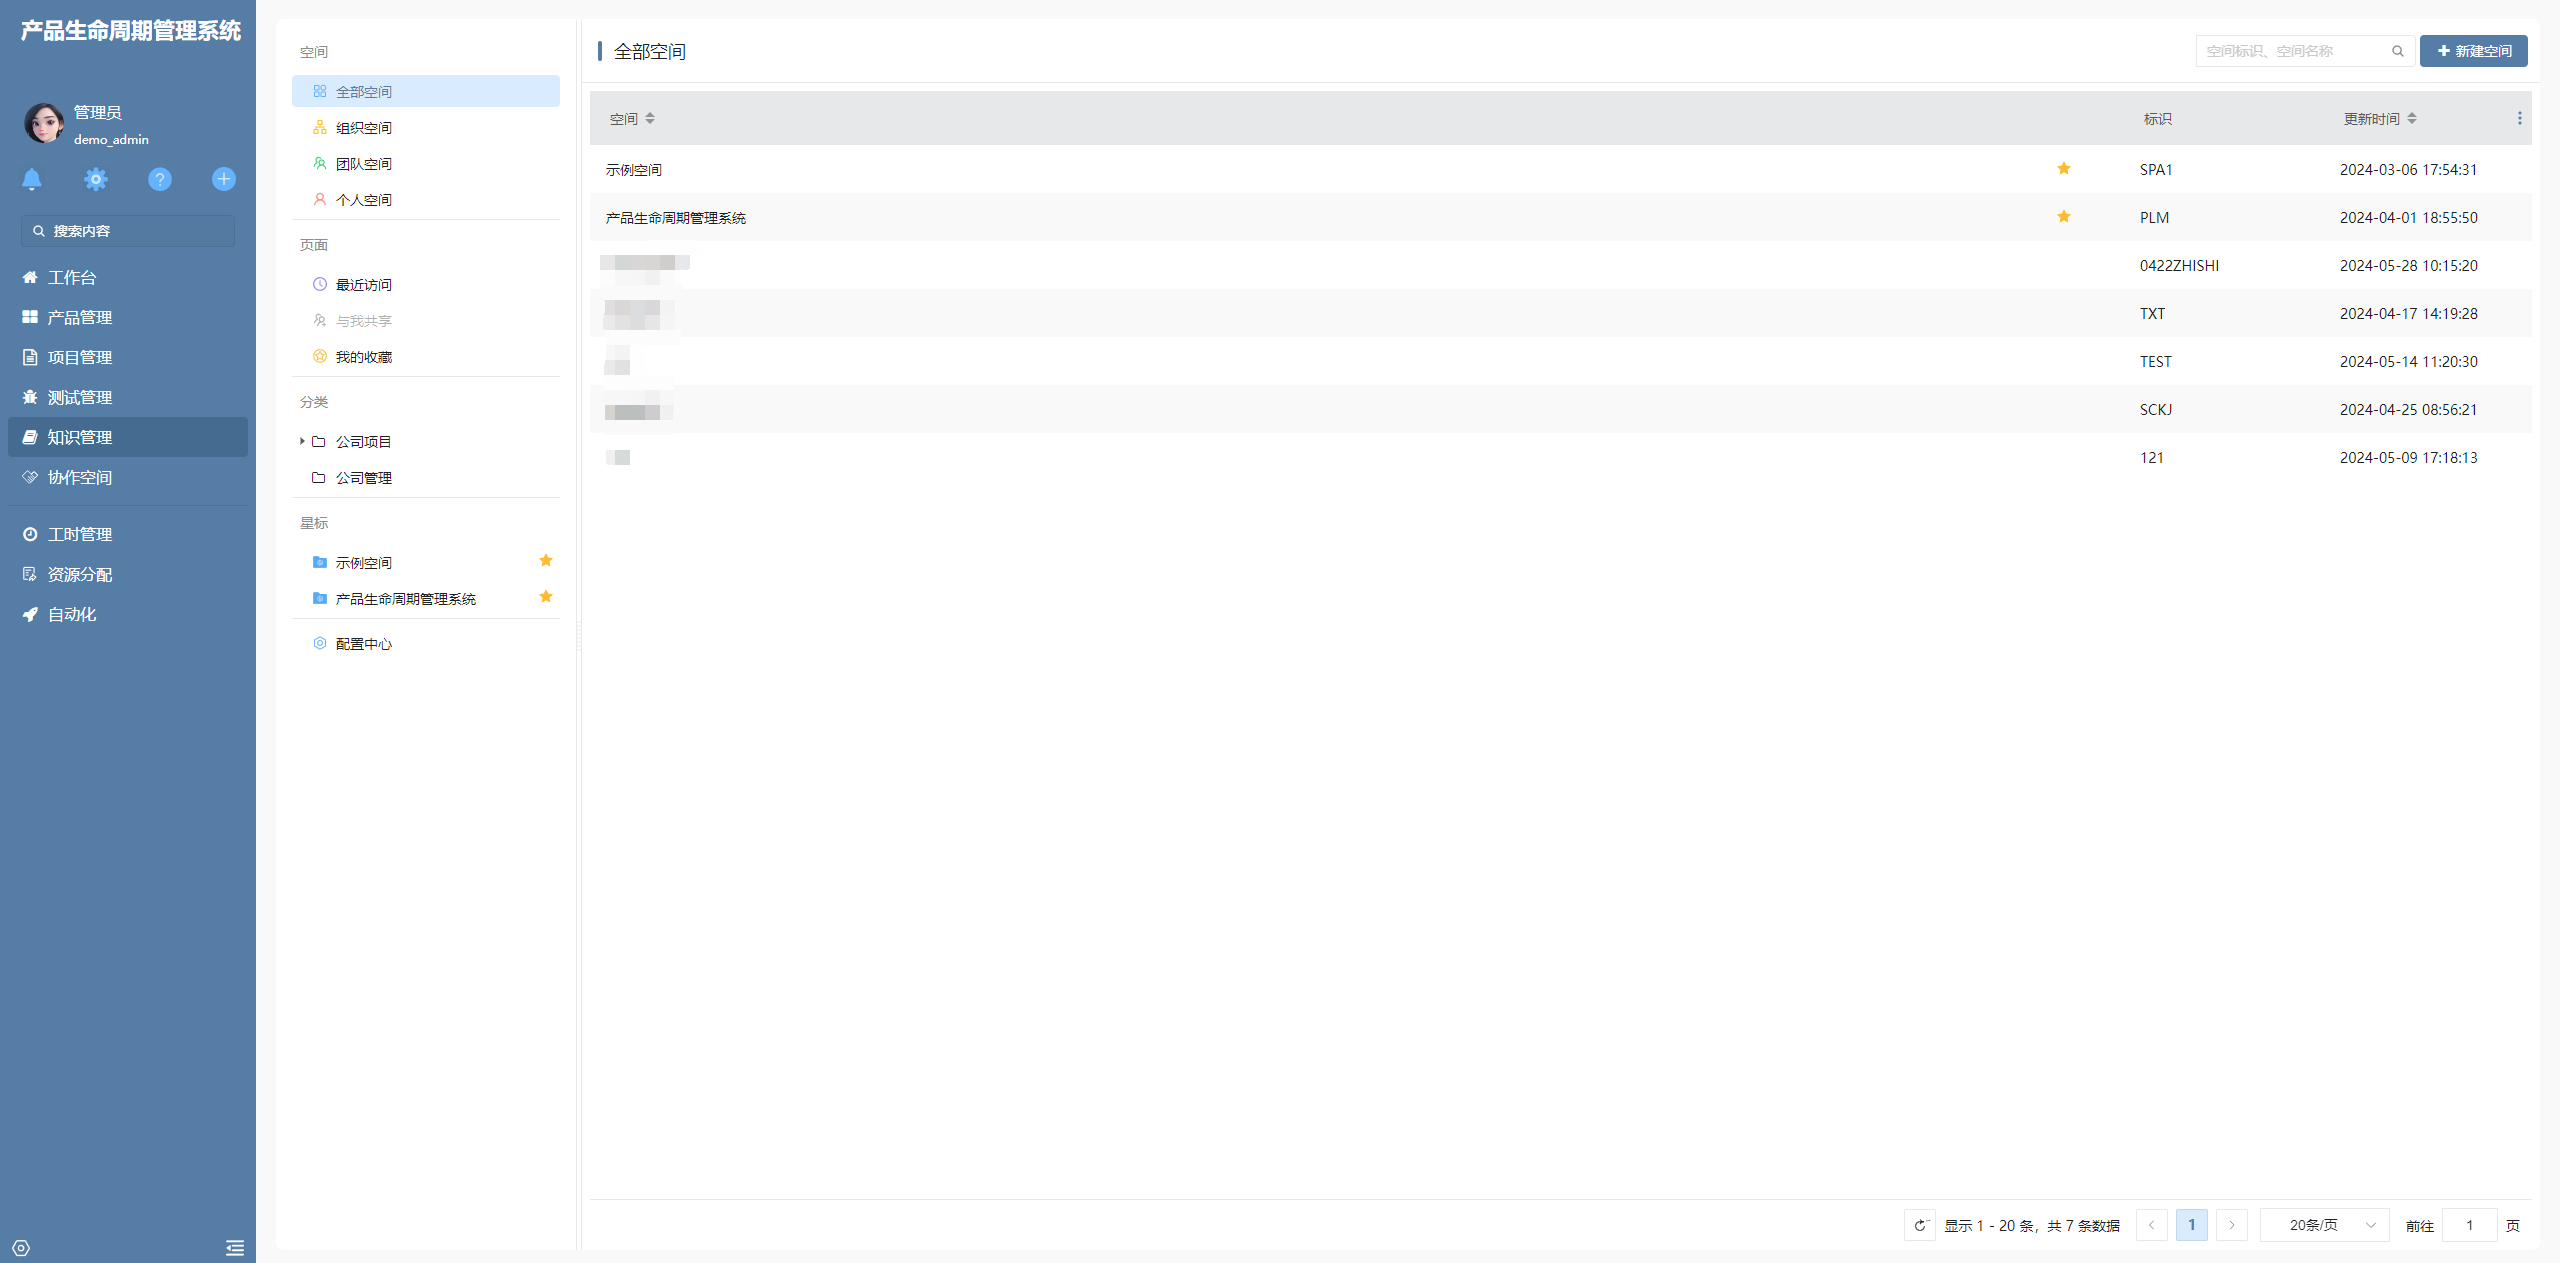 产品生命周期管理系统
管理员
demo_admin
搜索内容
工作台
产品管理
项目管理
测试管理
知识管理
协作空间
工时管理
资源分配
自动化
空间
全部空间
组织空间
团队空间
个人空间
页面
最近访问
与我共享
我的收藏
分类
公司项目
公司管理
星标
示例空间
产品生命周期管理系统
配置中心
全部空间
空间标识、空间名称
新建空间
空间 标识 更新时间
示例空间 SPA1 2024-03-06 17:54:31
产品生命周期管理系统 PLM 2024-04-01 18:55:50
0422ZHISHI 2024-05-28 10:15:20
TXT 2024-04-17 14:19:28
TEST 2024-05-14 11:20:30
SCKJ 2024-04-25 08:56:21
121 2024-05-09 17:18:13
显示 1 - 20 条，共 7 条数据 1 20条/页 前往 1 页